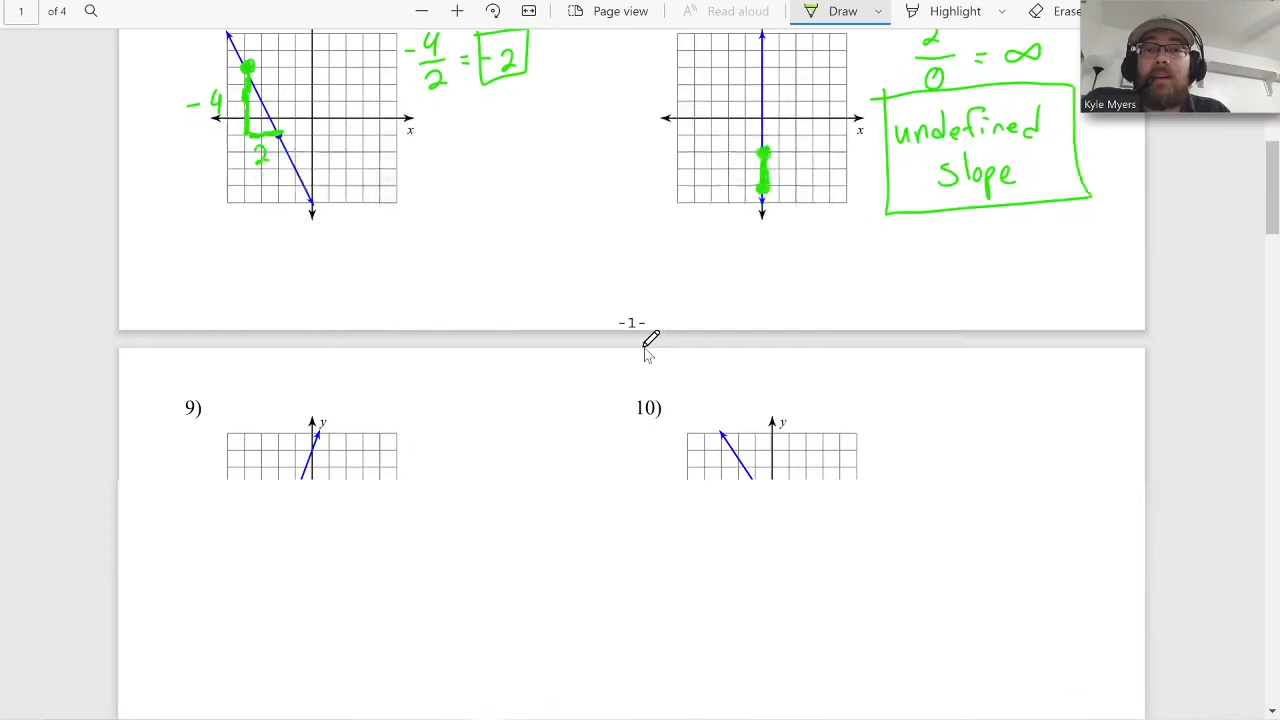 1 of 4 Page view Read aloud Draw Highlight Erase
Kyle Myers
-4/2 = -2
-4
2
x
2/0 = ∞
undefined
slope
x
-1-
9)
y
10)
y